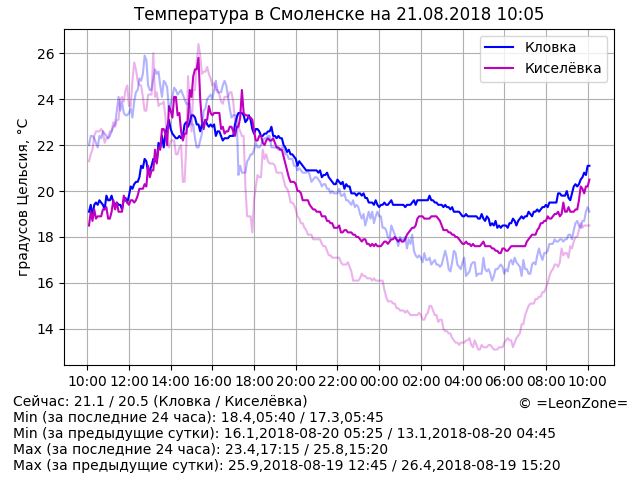 Температура в Смоленске на 21.08.2018 10:05
Кловка
Киселёвка
градусов Цельсия, °C
26
24
22
20
18
16
14
10:00 12:00 14:00 16:00 18:00 20:00 22:00 00:00 02:00 04:00 06:00 08:00 10:00
Сейчас: 21.1 / 20.5 (Кловка / Киселёвка)
© =LeonZone=
Min (за последние 24 часа): 18.4,05:40 / 17.3,05:45
Min (за предыдущие сутки): 16.1,2018-08-20 05:25 / 13.1,2018-08-20 04:45
Max (за последние 24 часа): 23.4,17:15 / 25.8,15:20
Max (за предыдущие сутки): 25.9,2018-08-19 12:45 / 26.4,2018-08-19 15:20